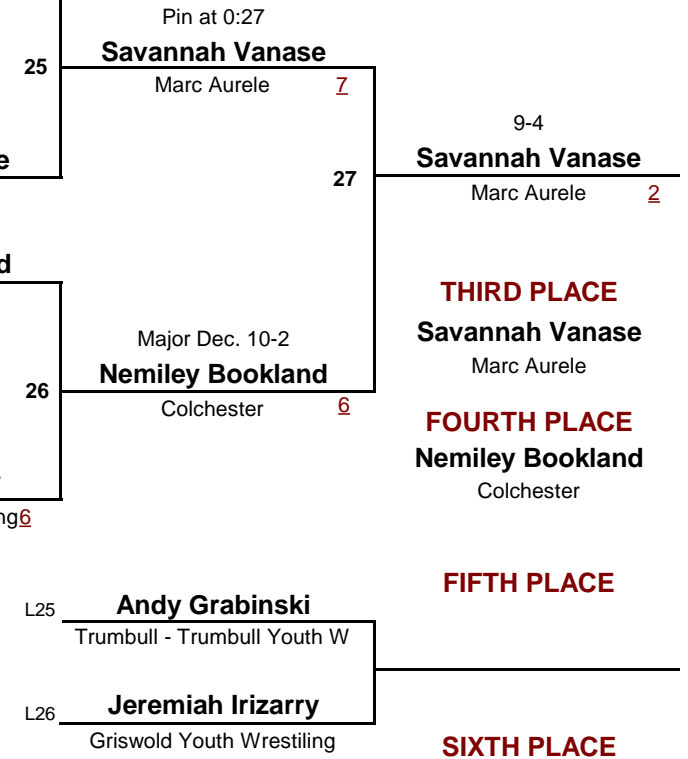 Pin at 0:27
Savannah Vanase
25
Marc Aurele 7
9-4
Savannah Vanase
27
Marc Aurele 2
THIRD PLACE
Savannah Vanase
Marc Aurele
Major Dec. 10-2
Nemiley Bookland
26
Colchester 6
FOURTH PLACE
Nemiley Bookland
Colchester
6
FIFTH PLACE
L25 Andy Grabinski
Trumbull - Trumbull Youth W
L26 Jeremiah Irizarry
Griswold Youth Wrestiling
SIXTH PLACE